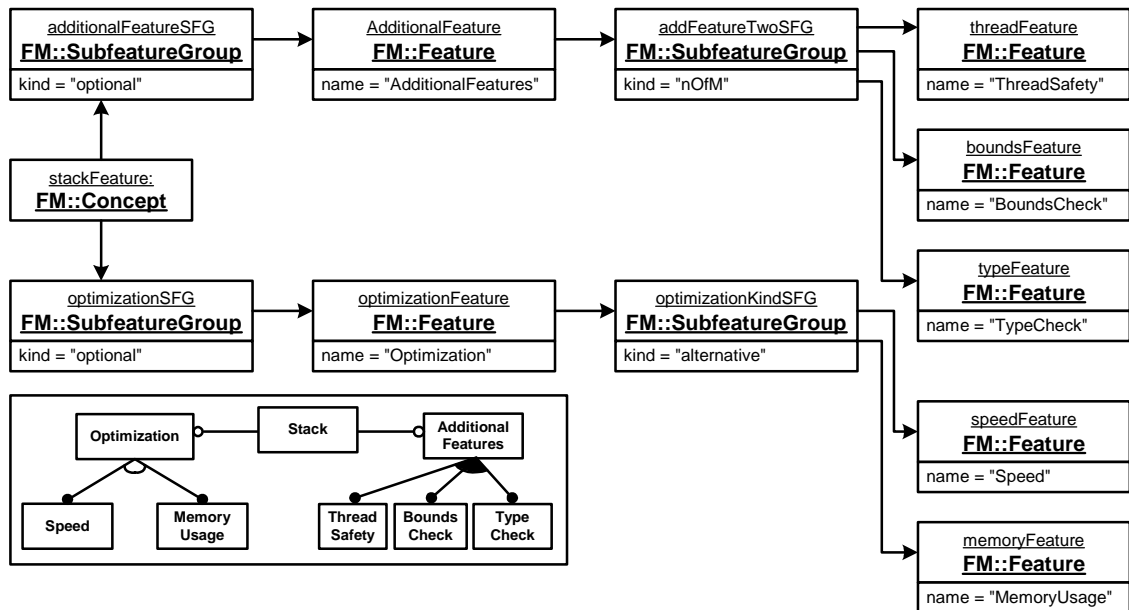 additionalFeatureSFG
FM::SubfeatureGroup
kind = "optional"
AdditionalFeature
FM::Feature
name = "AdditionalFeatures"
addFeatureTwoSFG
FM::SubfeatureGroup
kind = "nOfM"
threadFeature
FM::Feature
name = "ThreadSafety"
boundsFeature
FM::Feature
name = "BoundsCheck"
stackFeature:
FM::Concept
typeFeature
FM::Feature
name = "TypeCheck"
optimizationSFG
FM::SubfeatureGroup
kind = "optional"
optimizationFeature
FM::Feature
name = "Optimization"
optimizationKindSFG
FM::SubfeatureGroup
kind = "alternative"
speedFeature
FM::Feature
name = "Speed"
memoryFeature
FM::Feature
name = "MemoryUsage"
Optimization
Stack
Additional
Features
Speed
Memory
Usage
Thread
Safety
Bounds
Check
Type
Check